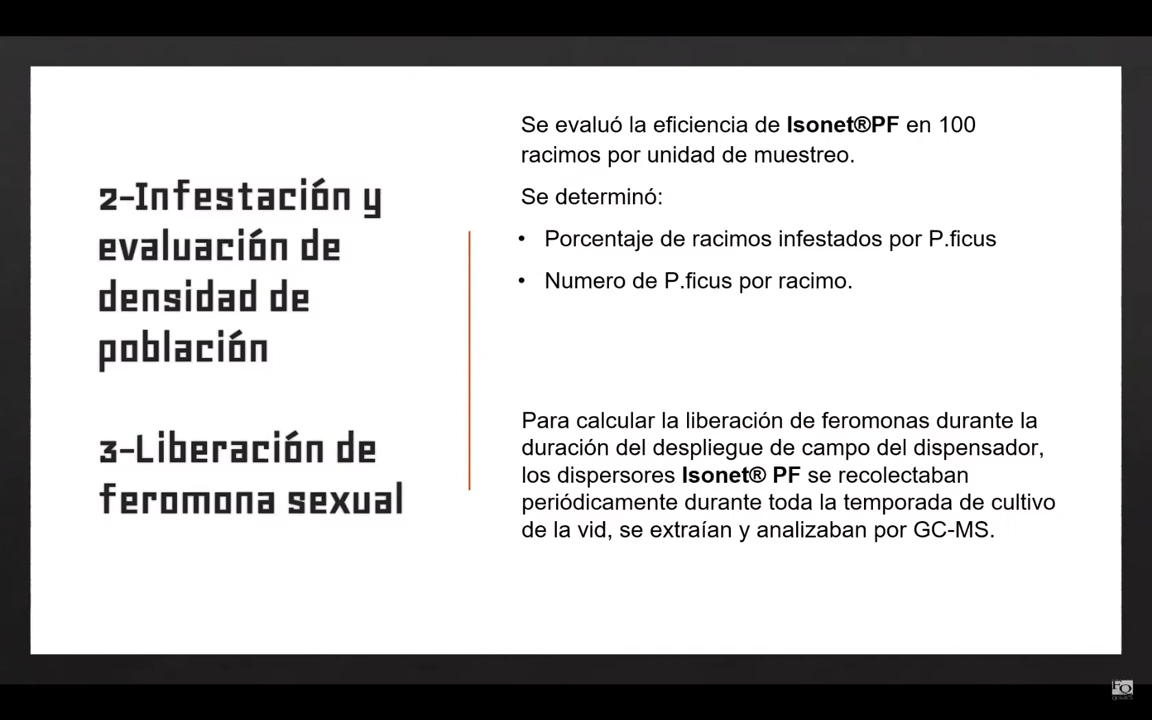 2-Infestación y
evaluación de
densidad de
población
3-Liberación de
feromona sexual
Se evaluó la eficiencia de Isonet®PF en 100
racimos por unidad de muestreo.
Se determinó:
• Porcentaje de racimos infestados por P.ficus
• Numero de P.ficus por racimo.
Para calcular la liberación de feromonas durante la
duración del despliegue de campo del dispensador,
los dispersores Isonet® PF se recolectaban
periódicamente durante toda la temporada de cultivo
de la vid, se extraían y analizaban por GC-MS.